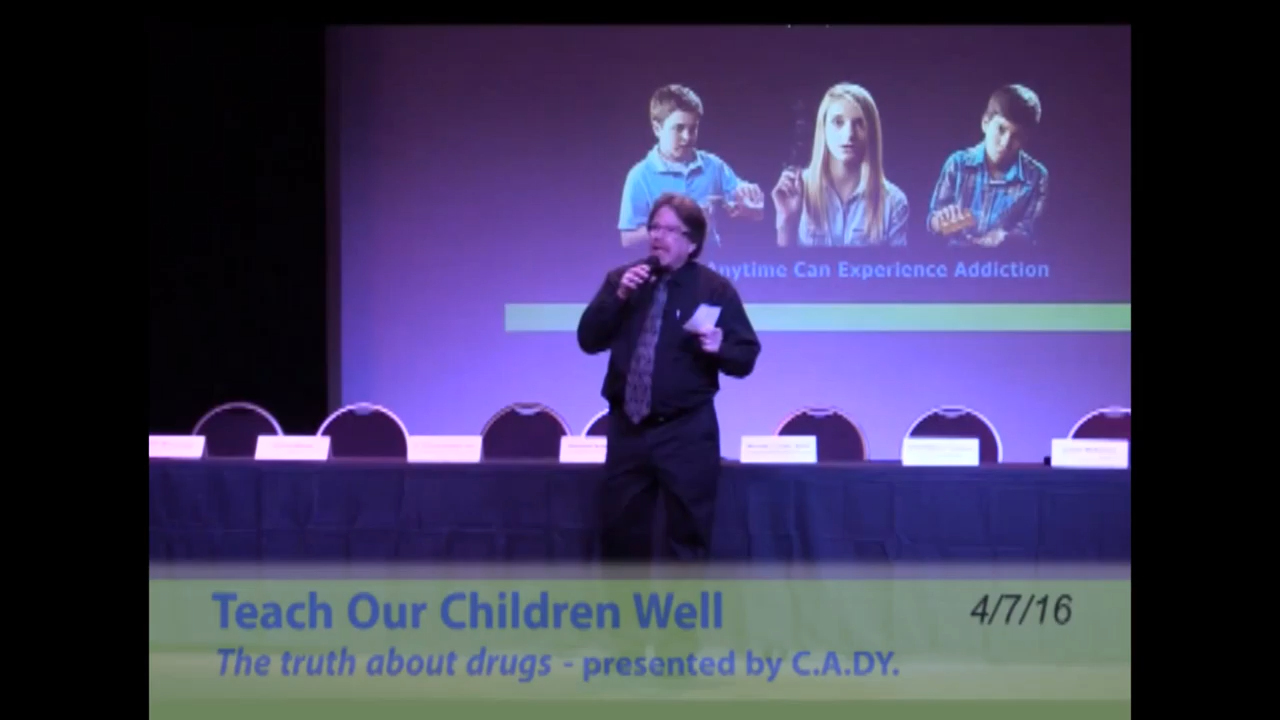 Anytime Can Experience Addiction
Teach Our Children Well
4/7/16
The truth about drugs - presented by C.A.DY.